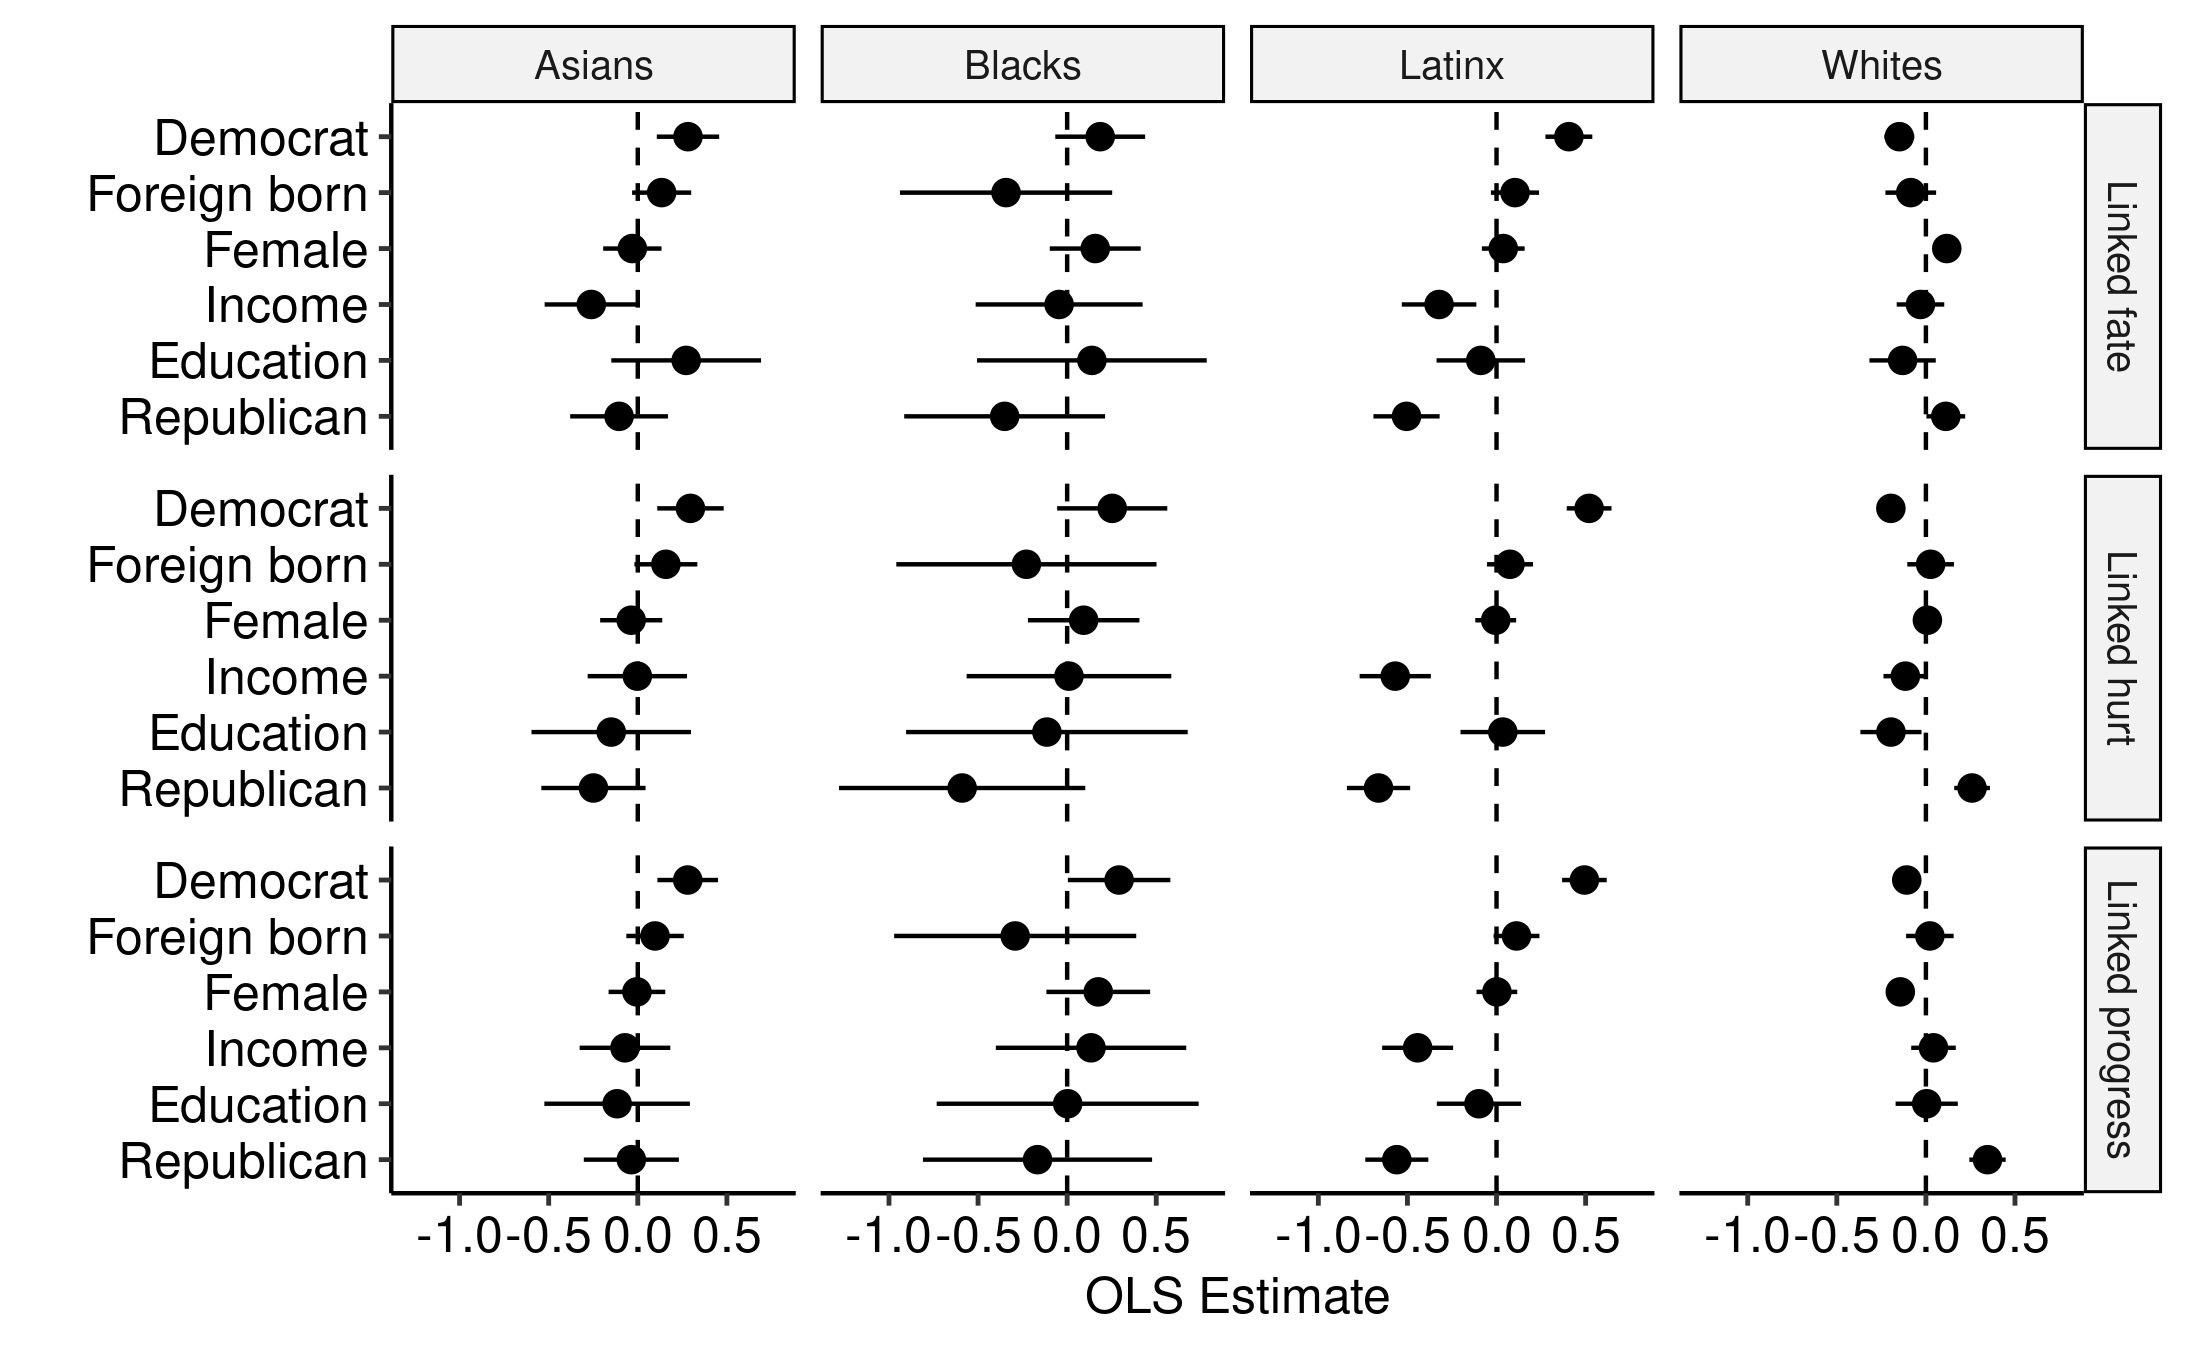 Asians Blacks Latinx Whites
Democrat
Foreign born
Female
Income
Education
Republican
Linked fate
Democrat
Foreign born
Female
Income
Education
Republican
Linked hurt
Democrat
Foreign born
Female
Income
Education
Republican
Linked progress
-1.0 -0.5 0.0 0.5 -1.0 -0.5 0.0 0.5 -1.0 -0.5 0.0 0.5 -1.0 -0.5 0.0 0.5
OLS Estimate